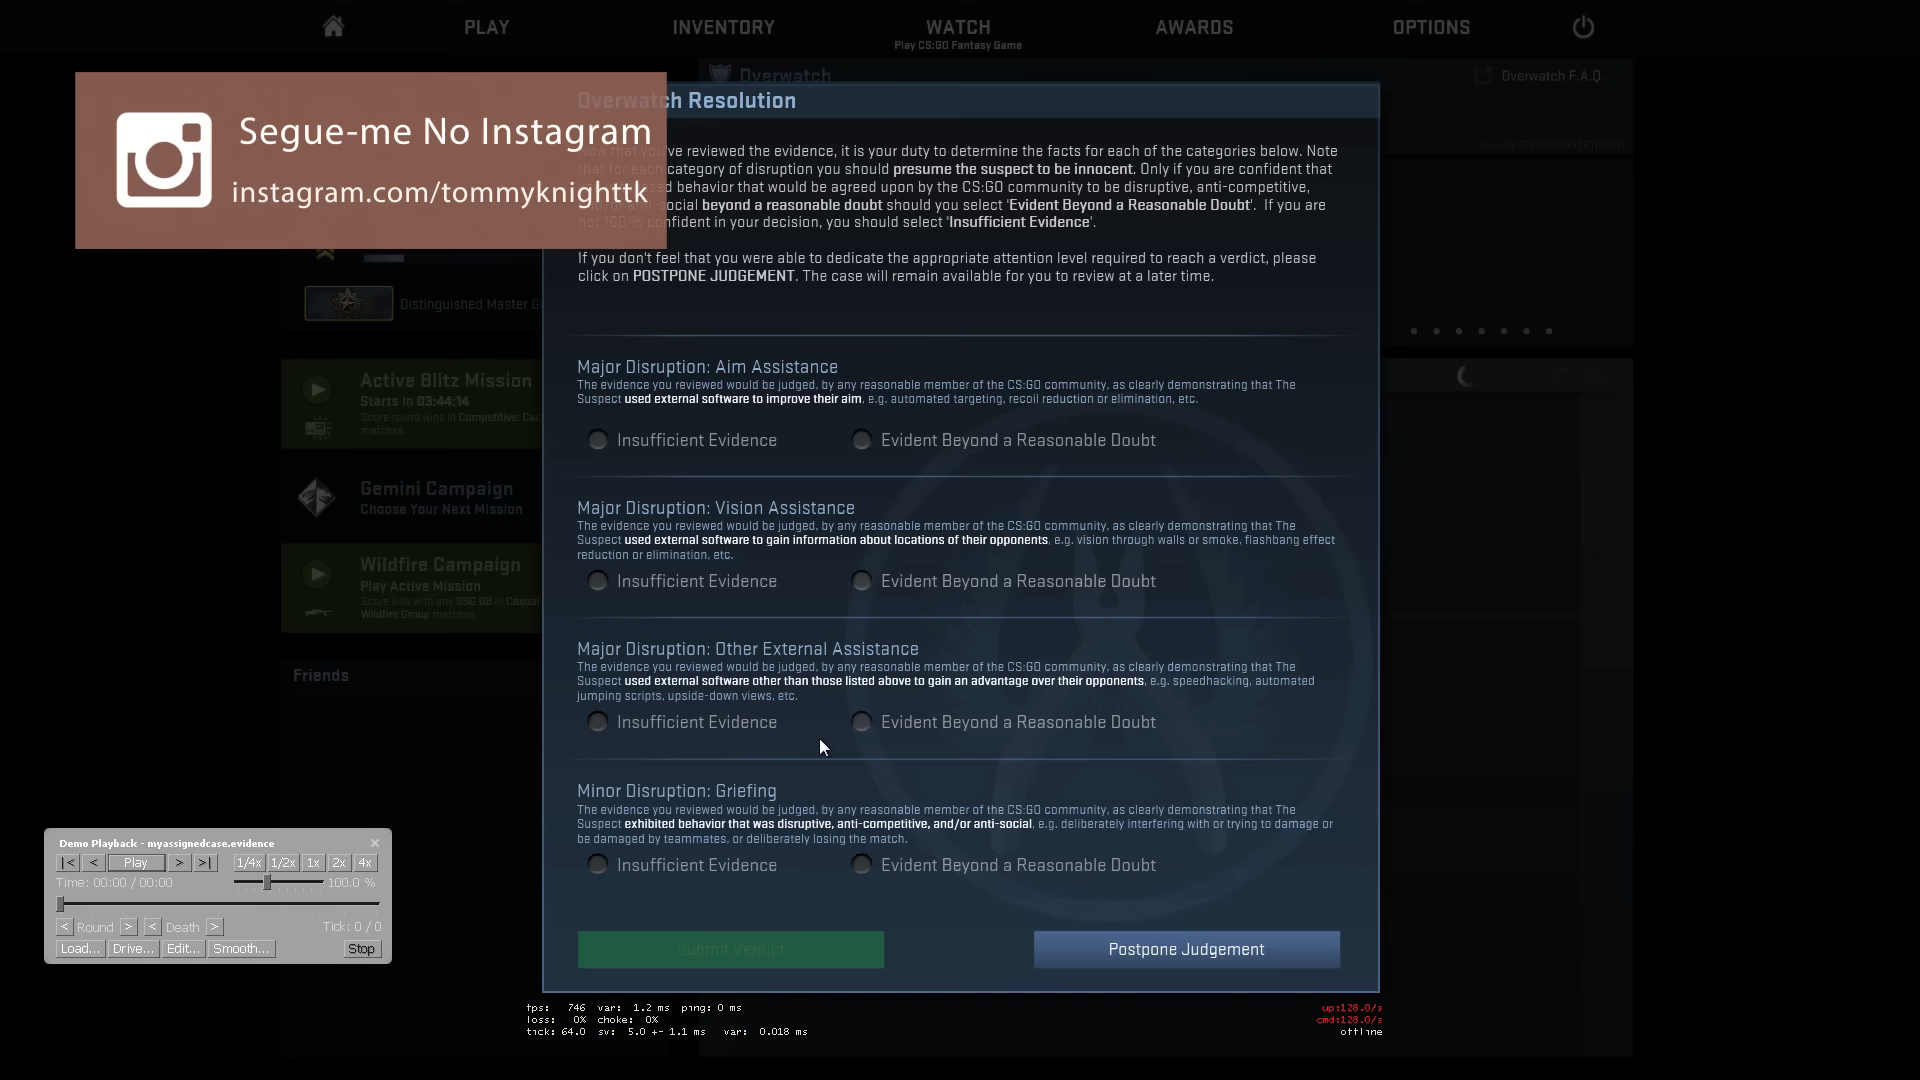 PLAY
INVENTORY
WATCH
Play CS:GO Fantasy Game
AWARDS
OPTIONS
Overwatch
Overwatch F.A.Q.
Segue-me No Instagram
instagram.com/tommyknighttk
Overwatch Resolution
Now that you've reviewed the evidence, it is your duty to determine the facts for each of the categories below. Note
that for each category of disruption you should presume the suspect to be innocent. Only if you are confident that
behavior that would be agreed upon by the CS:GO community to be disruptive, anti-competitive,
social beyond a reasonable doubt should you select 'Evident Beyond a Reasonable Doubt'. If you are
not 100% confident in your decision, you should select 'Insufficient Evidence'.
If you don't feel that you were able to dedicate the appropriate attention level required to reach a verdict, please
click on POSTPONE JUDGEMENT. The case will remain available for you to review at a later time.
Distinguished Master
Major Disruption: Aim Assistance
The evidence you reviewed would be judged, by any reasonable member of the CS:GO community, as clearly demonstrating that The
Suspect used external software to improve their aim, e.g. automated targeting, recoil reduction or elimination, etc.
Insufficient Evidence
Evident Beyond a Reasonable Doubt
Major Disruption: Vision Assistance
The evidence you reviewed would be judged, by any reasonable member of the CS:GO community, as clearly demonstrating that The
Suspect used external software to gain information about locations of their opponents, e.g. vision through walls or smoke, flashbang effect
reduction or elimination, etc.
Insufficient Evidence
Evident Beyond a Reasonable Doubt
Major Disruption: Other External Assistance
The evidence you reviewed would be judged, by any reasonable member of the CS:GO community, as clearly demonstrating that The
Suspect used external software other than those listed above to gain an advantage over their opponents, e.g. speedhacking, automated
jumping scripts, upside-down views, etc.
Insufficient Evidence
Evident Beyond a Reasonable Doubt
Minor Disruption: Griefing
The evidence you reviewed would be judged, by any reasonable member of the CS:GO community, as clearly demonstrating that The
Suspect exhibited behavior that was disruptive, anti-competitive, and/or anti-social, e.g. deliberately interfering with or trying to damage or
be damaged by teammates, or deliberately losing the match.
Insufficient Evidence
Evident Beyond a Reasonable Doubt
Submit Verdict
Postpone Judgement
Active Blitz Mission
Starts in 03:44:14
Score round wins in Competitive:
matches.
Gemini Campaign
Choose Your Next Mission
Wildfire Campaign
Play Active Mission
Score kills with any SSG 08 in Casual
Wildfire Group matches.
Friends
Demo Playback - myassignedcase.evidence
|< < Play > >| 1/4x 1/2x 1x 2x 4x
Time: 00:00 / 00:00
100.0 %
< Round > < Death > Tick: 0 / 0
Load... Drive... Edit... Smooth... Stop
fps: 746 var: 1.2 ms ping: 0 ms
loss: 0% choke: 0%
tick: 64.0 sv: 5.0 +- 1.1 ms var: 0.018 ms
up:128.0/s
cmd:128.0/s
offline